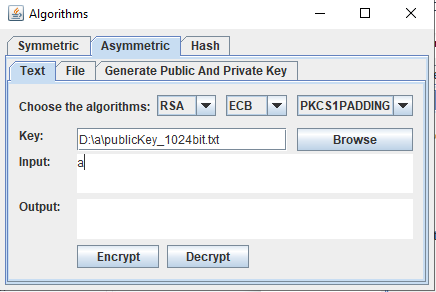 Algorithms
Symmetric Asymmetric Hash
Text File Generate Public And Private Key
Choose the algorithms: RSA ECB PKCS1PADDING
Key: D:\a\publicKey_1024bit.txt Browse
Input: a
Output:
Encrypt Decrypt